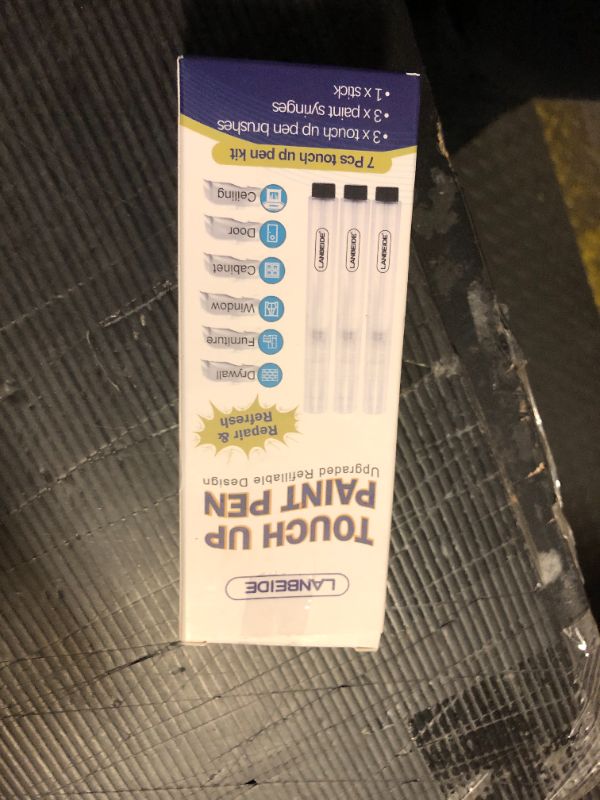 LANBEIDE
TOUCH UP
PAINT PEN
Upgraded Refillable Design
Repair &
Refresh
Drywall
Furniture
Window
Cabinet
Door
Ceiling
LANBEIDE
LANBEIDE
LANBEIDE
7 Pcs touch up pen kit
• 3 x touch up pen brushes
• 3 x paint syringes
• 1 x stick